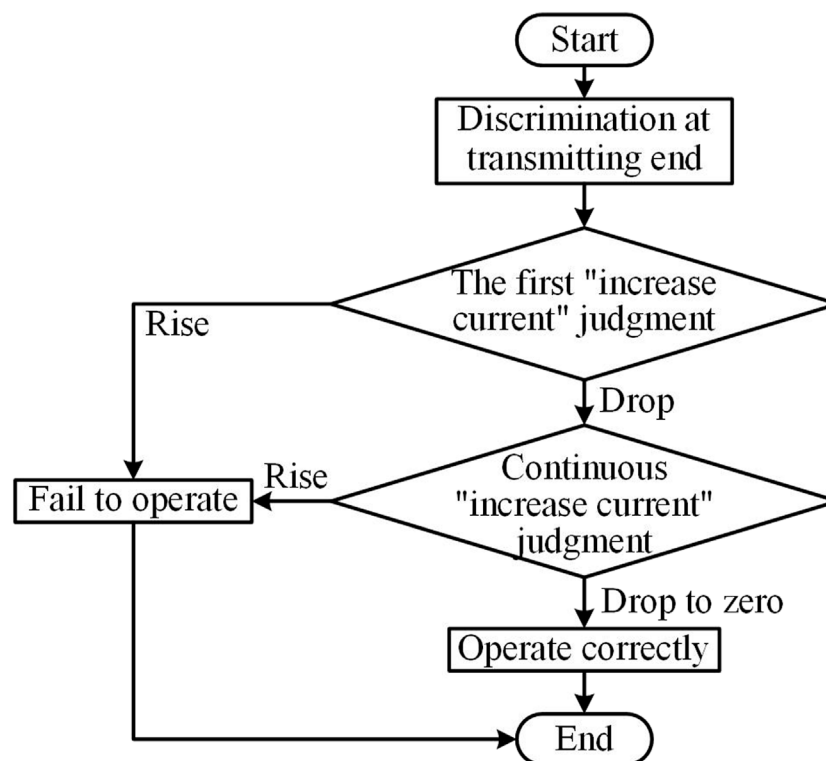 Start
Discrimination at
transmitting end
The first "increase
current" judgment
Rise
Drop
Continuous
"increase current"
judgment
Rise
Fail to operate
Drop to zero
Operate correctly
End